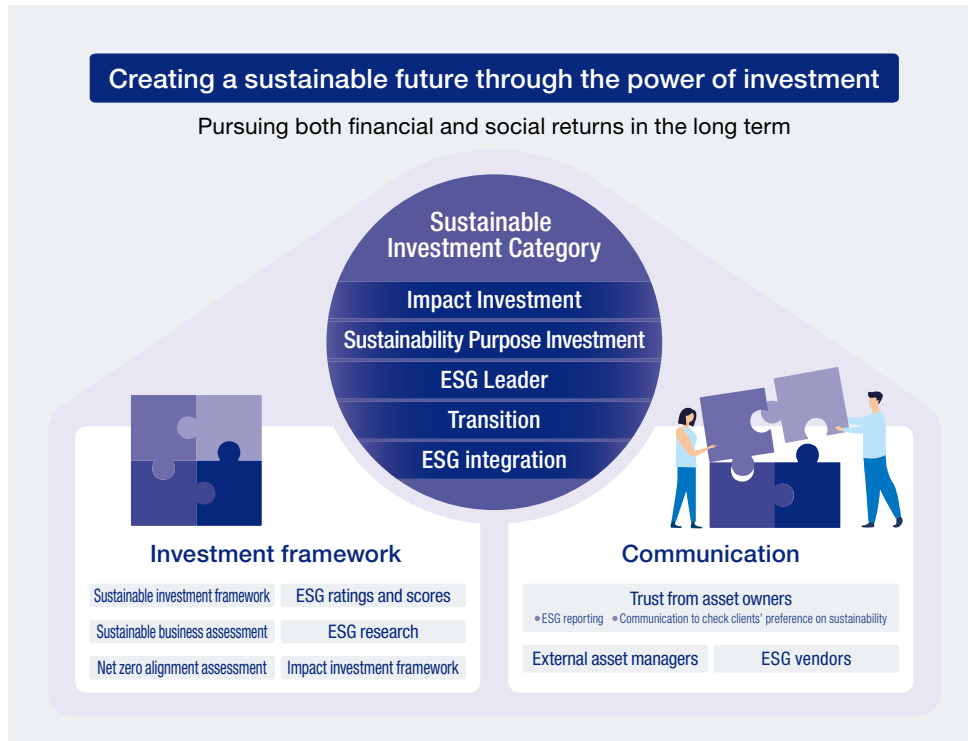 Creating a sustainable future through the power of investment
Pursuing both financial and social returns in the long term
Sustainable
Investment Category
Impact Investment
Sustainability Purpose Investment
ESG Leader
Transition
ESG integration
Investment framework
Sustainable investment framework
ESG ratings and scores
Sustainable business assessment
ESG research
Net zero alignment assessment
Impact investment framework
Communication
Trust from asset owners
●ESG reporting ●Communication to check clients' preference on sustainability
External asset managers
ESG vendors